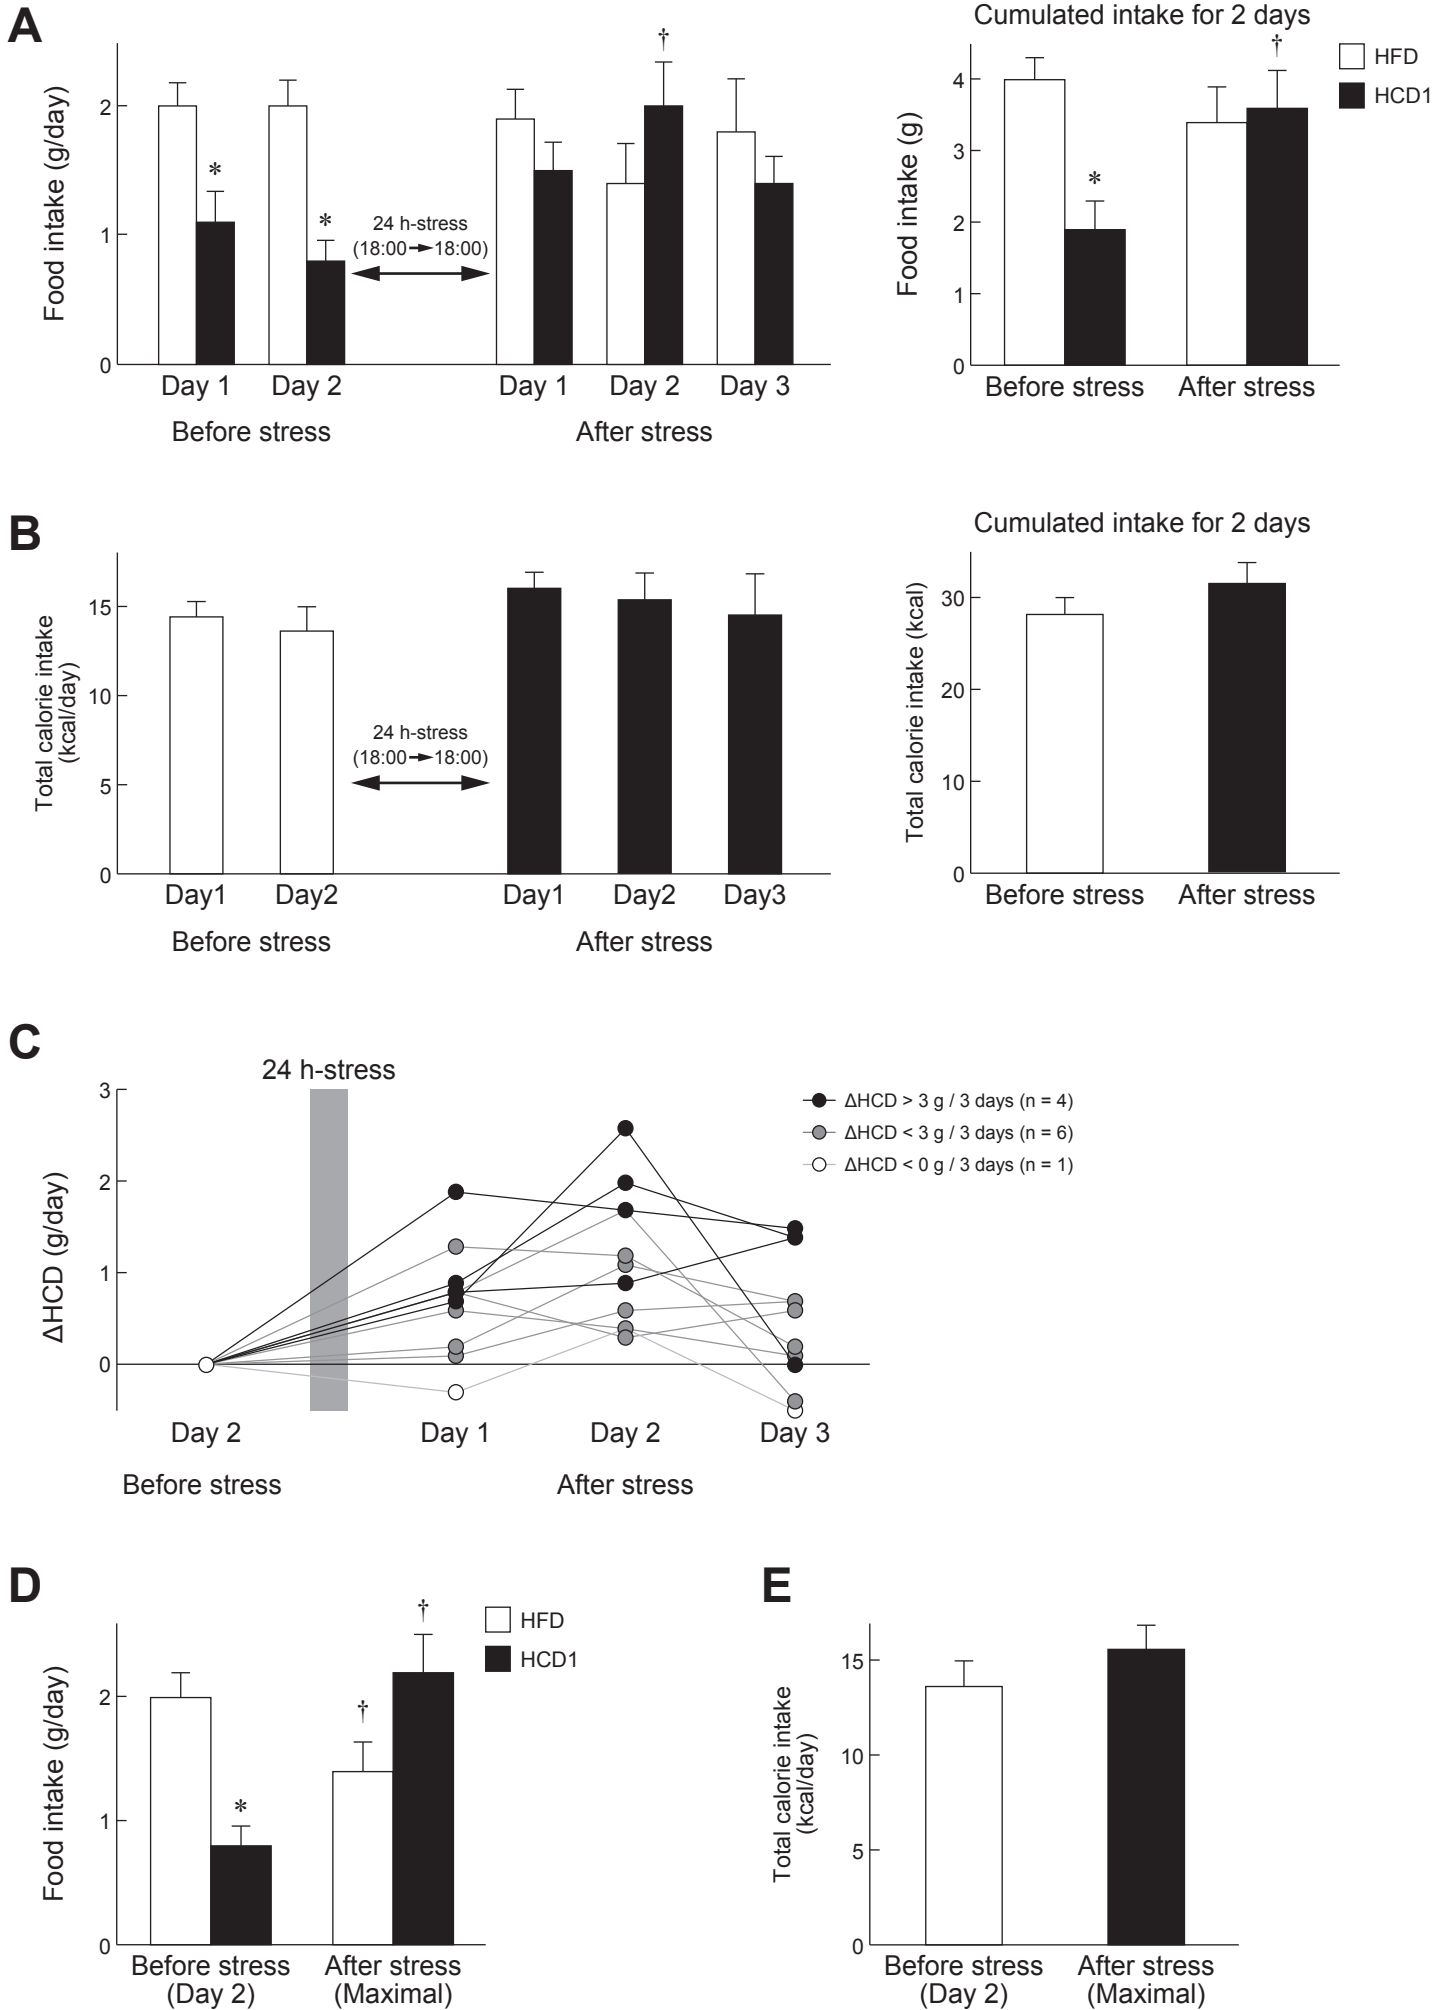 A
Food intake (g/day)
2
1
0
*
*
†
24 h-stress
(18:00→18:00)
Day 1
Day 2
Day 1
Day 2
Day 3
Before stress
After stress
Cumulated intake for 2 days
Food intake (g)
4
3
2
1
0
*
†
Before stress
After stress
HFD
HCD1
B
Total calorie intake
(kcal/day)
15
10
5
0
24 h-stress
(18:00→18:00)
Day1
Day2
Day1
Day2
Day3
Before stress
After stress
Cumulated intake for 2 days
Total calorie intake (kcal)
30
20
10
0
Before stress
After stress
C
24 h-stress
ΔHCD (g/day)
3
2
1
0
ΔHCD > 3 g / 3 days (n = 4)
ΔHCD < 3 g / 3 days (n = 6)
ΔHCD < 0 g / 3 days (n = 1)
Day 2
Day 1
Day 2
Day 3
Before stress
After stress
D
Food intake (g/day)
2
1
0
*
†
†
HFD
HCD1
Before stress
(Day 2)
After stress
(Maximal)
E
Total calorie intake
(kcal/day)
15
10
5
0
Before stress
(Day 2)
After stress
(Maximal)